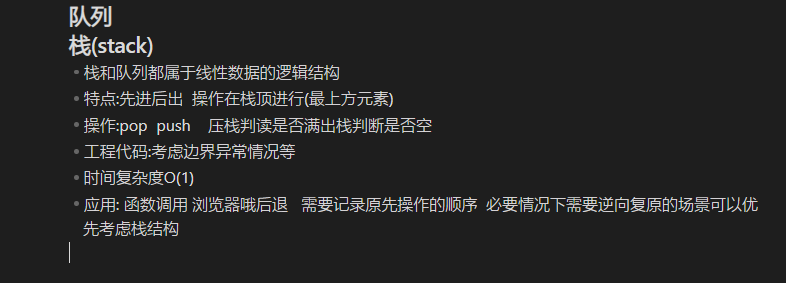 队列
栈(stack)
栈和队列都属于线性数据的逻辑结构
特点:先进后出 操作在栈顶进行(最上方元素)
操作:pop push 压栈判读是否满出栈判断是否空
工程代码:考虑边界异常情况等
时间复杂度O(1)
应用: 函数调用 浏览器哦后退 需要记录原先操作的顺序 必要情况下需要逆向复原的场景可以优
先考虑栈结构